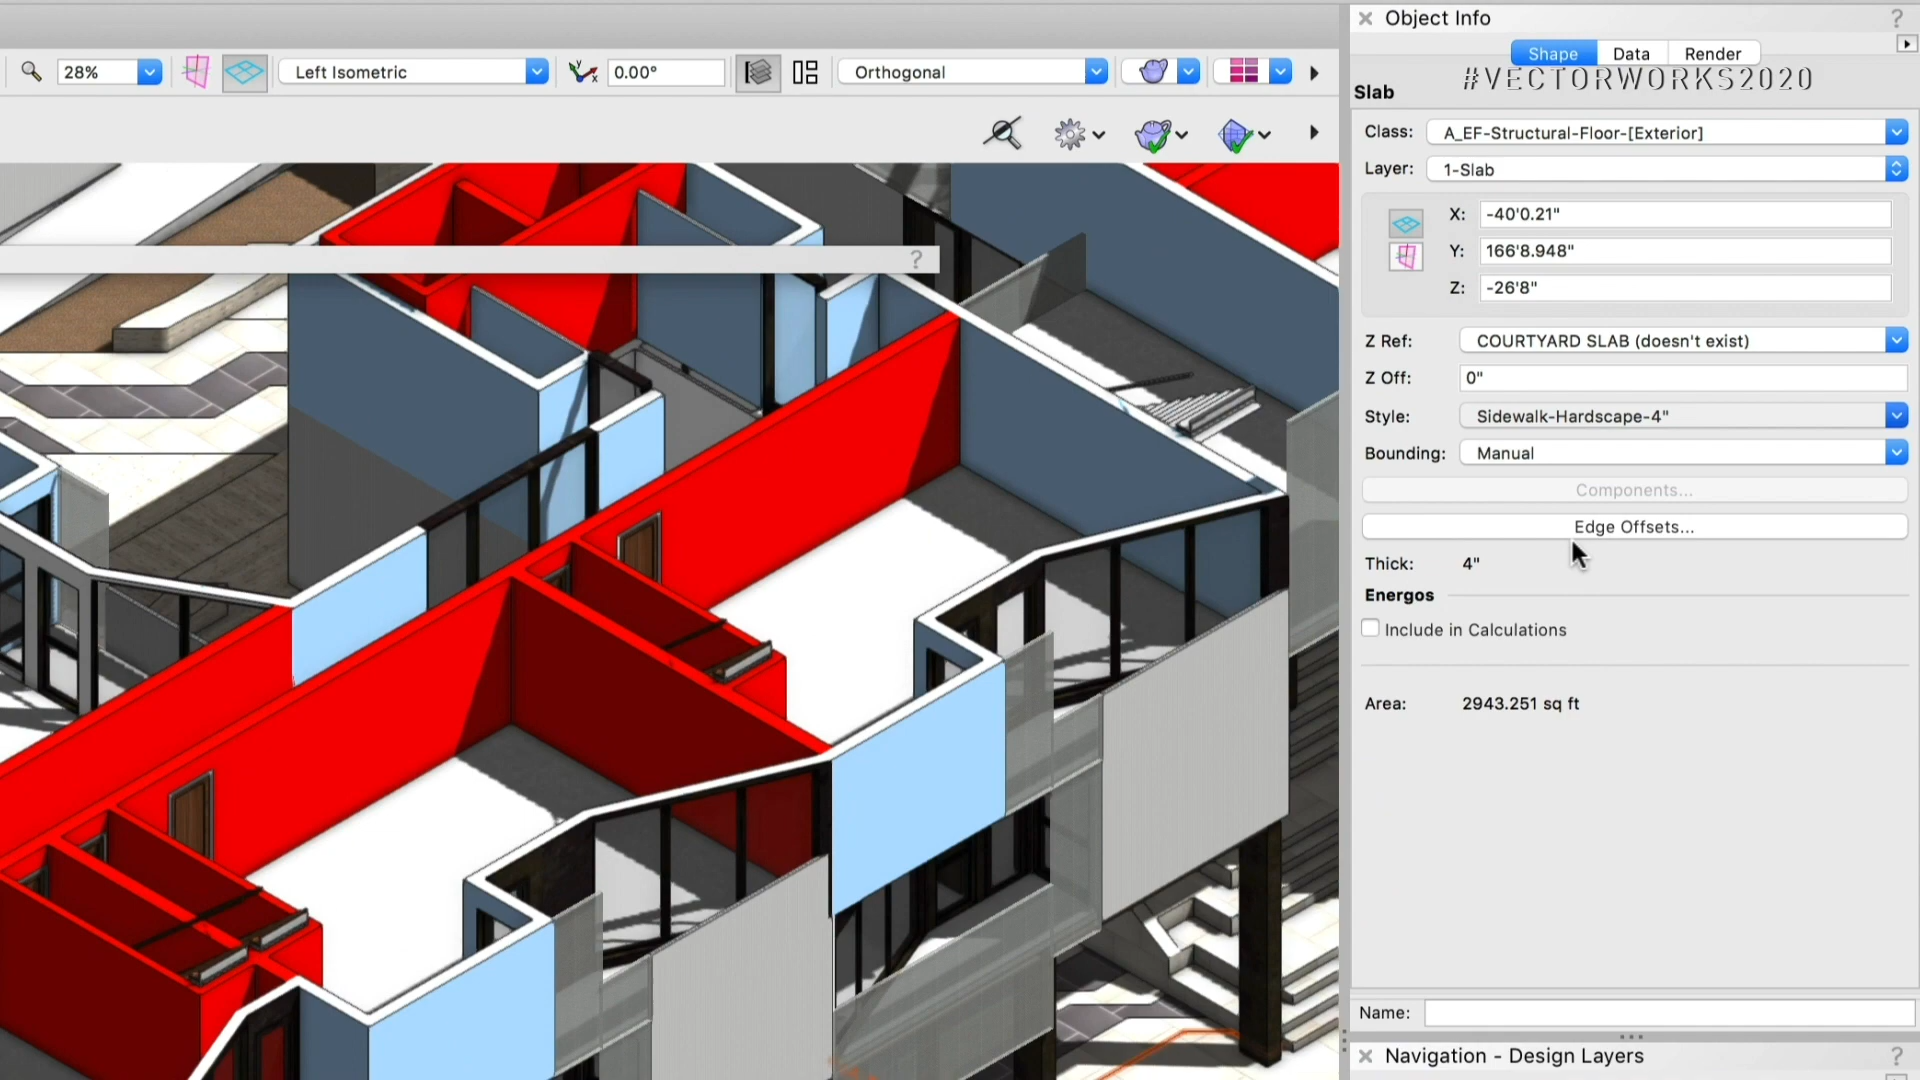 Object Info
?
28%
Left Isometric
0.00°
Orthogonal
Shape
Data
Render
#VECTORWORKS2020
Slab
Class:
A_EF-Structural-Floor-[Exterior]
Layer:
1-Slab
X:
-40'0.21"
Y:
166'8.948"
Z:
-26'8"
?
Z Ref:
COURTYARD SLAB (doesn't exist)
Z Off:
0"
Style:
Sidewalk-Hardscape-4"
Bounding:
Manual
Components...
Edge Offsets...
Thick:
4"
Energos
Include in Calculations
Area:
2943.251 sq ft
Name:
Navigation - Design Layers
?